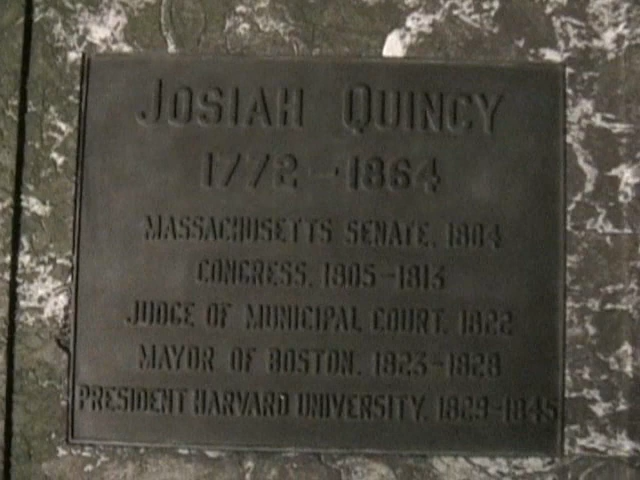 JOSIAH QUINCY
1772-1864
MASSACHUSETTS SENATE, 1804
CONGRESS, 1805-1813
JUDGE OF MUNICIPAL COURT, 1822
MAYOR OF BOSTON, 1823-1828
PRESIDENT HARVARD UNIVERSITY, 1829-1845